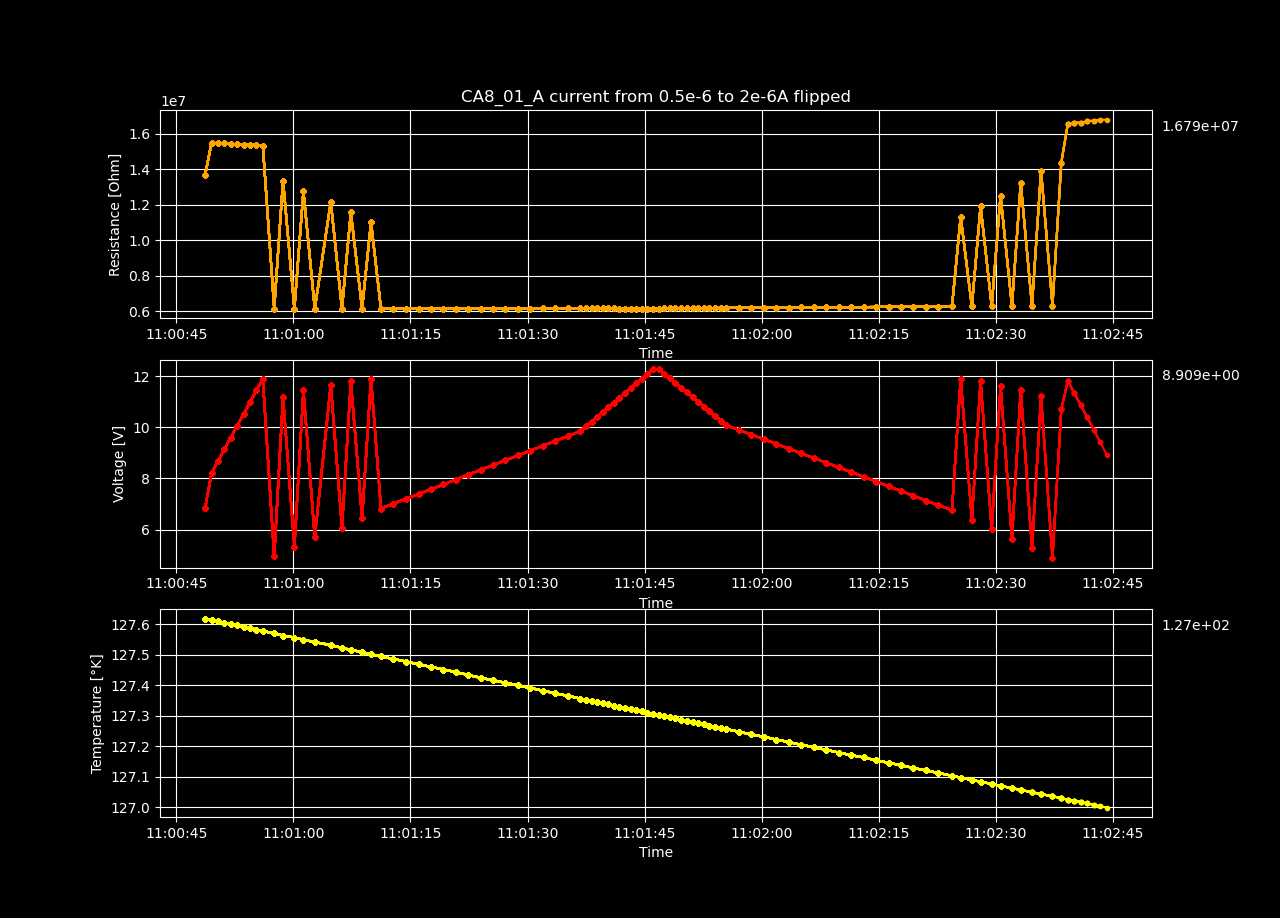 CA8_01_A current from 0.5e-6 to 2e-6A flipped
1e7
1.679e+07
Resistance [Ohm]
1.6
1.4
1.2
1.0
0.8
0.6
11:00:45 11:01:00 11:01:15 11:01:30 11:01:45 11:02:00 11:02:15 11:02:30 11:02:45
Time
8.909e+00
Voltage [V]
12
10
8
6
11:00:45 11:01:00 11:01:15 11:01:30 11:01:45 11:02:00 11:02:15 11:02:30 11:02:45
Time
1.27e+02
Temperature [°K]
127.6
127.5
127.4
127.3
127.2
127.1
127.0
11:00:45 11:01:00 11:01:15 11:01:30 11:01:45 11:02:00 11:02:15 11:02:30 11:02:45
Time